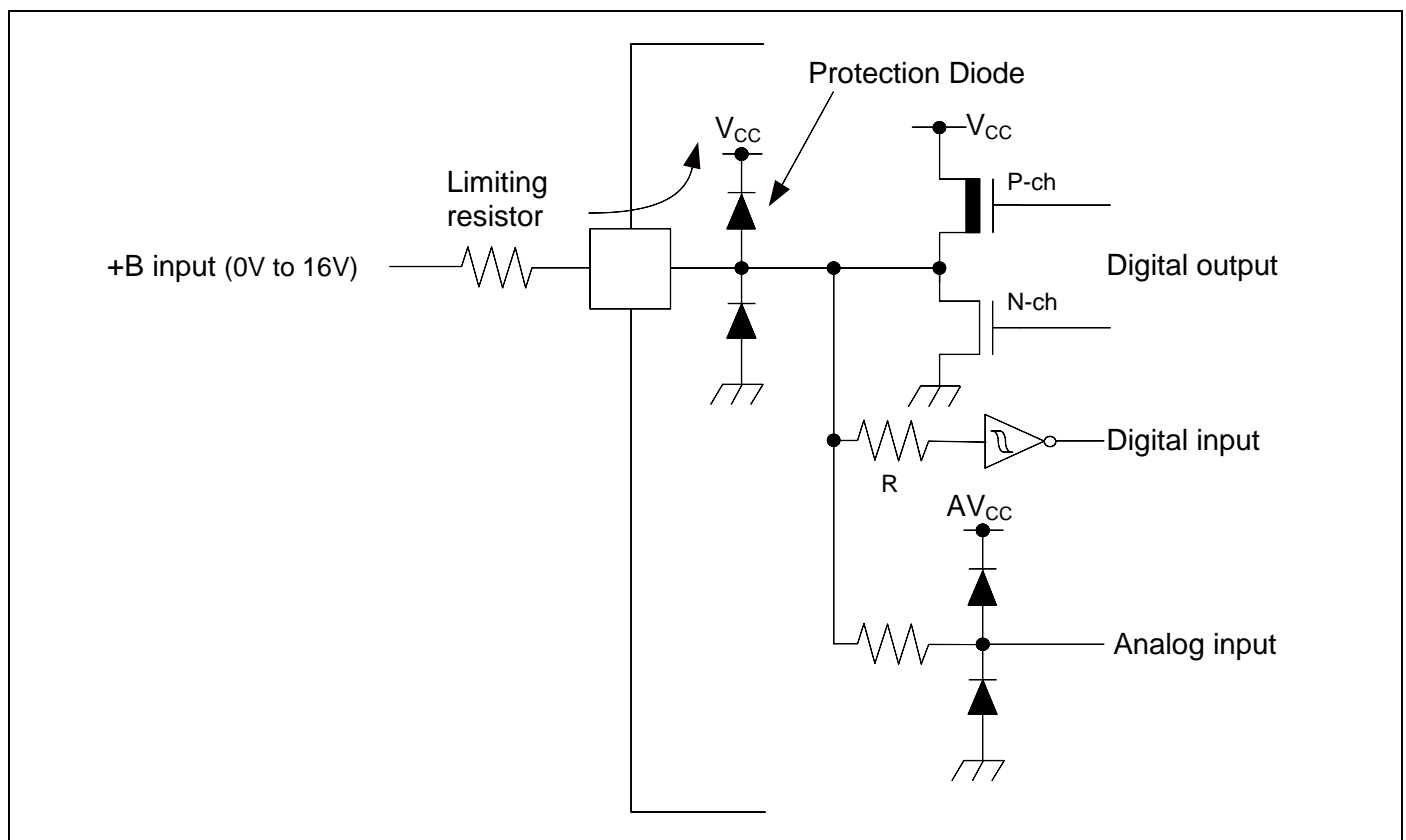 Protection Diode
VCC
VCC
Limiting
resistor
P-ch
+B input (0V to 16V)
Digital output
N-ch
Digital input
R
AVCC
Analog input